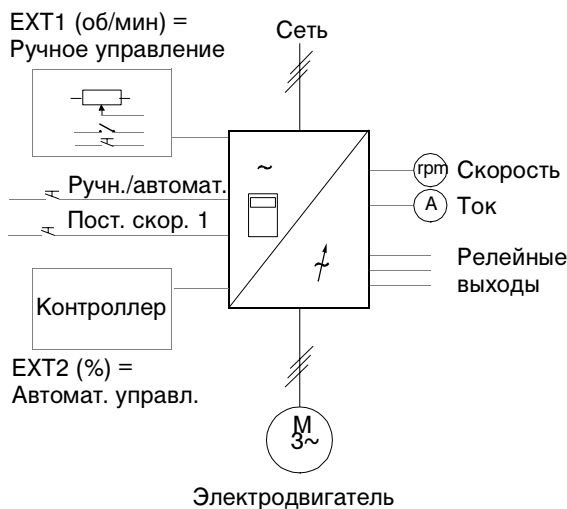 EXT1 (об/мин) =
Ручное управление
Сеть
~
rpm Скорость
Ручн./автомат.
A Ток
Пост. скор. 1
~
Релейные
выходы
Контроллер
EXT2 (%) =
Автомат. управл.
M
3~
Электродвигатель